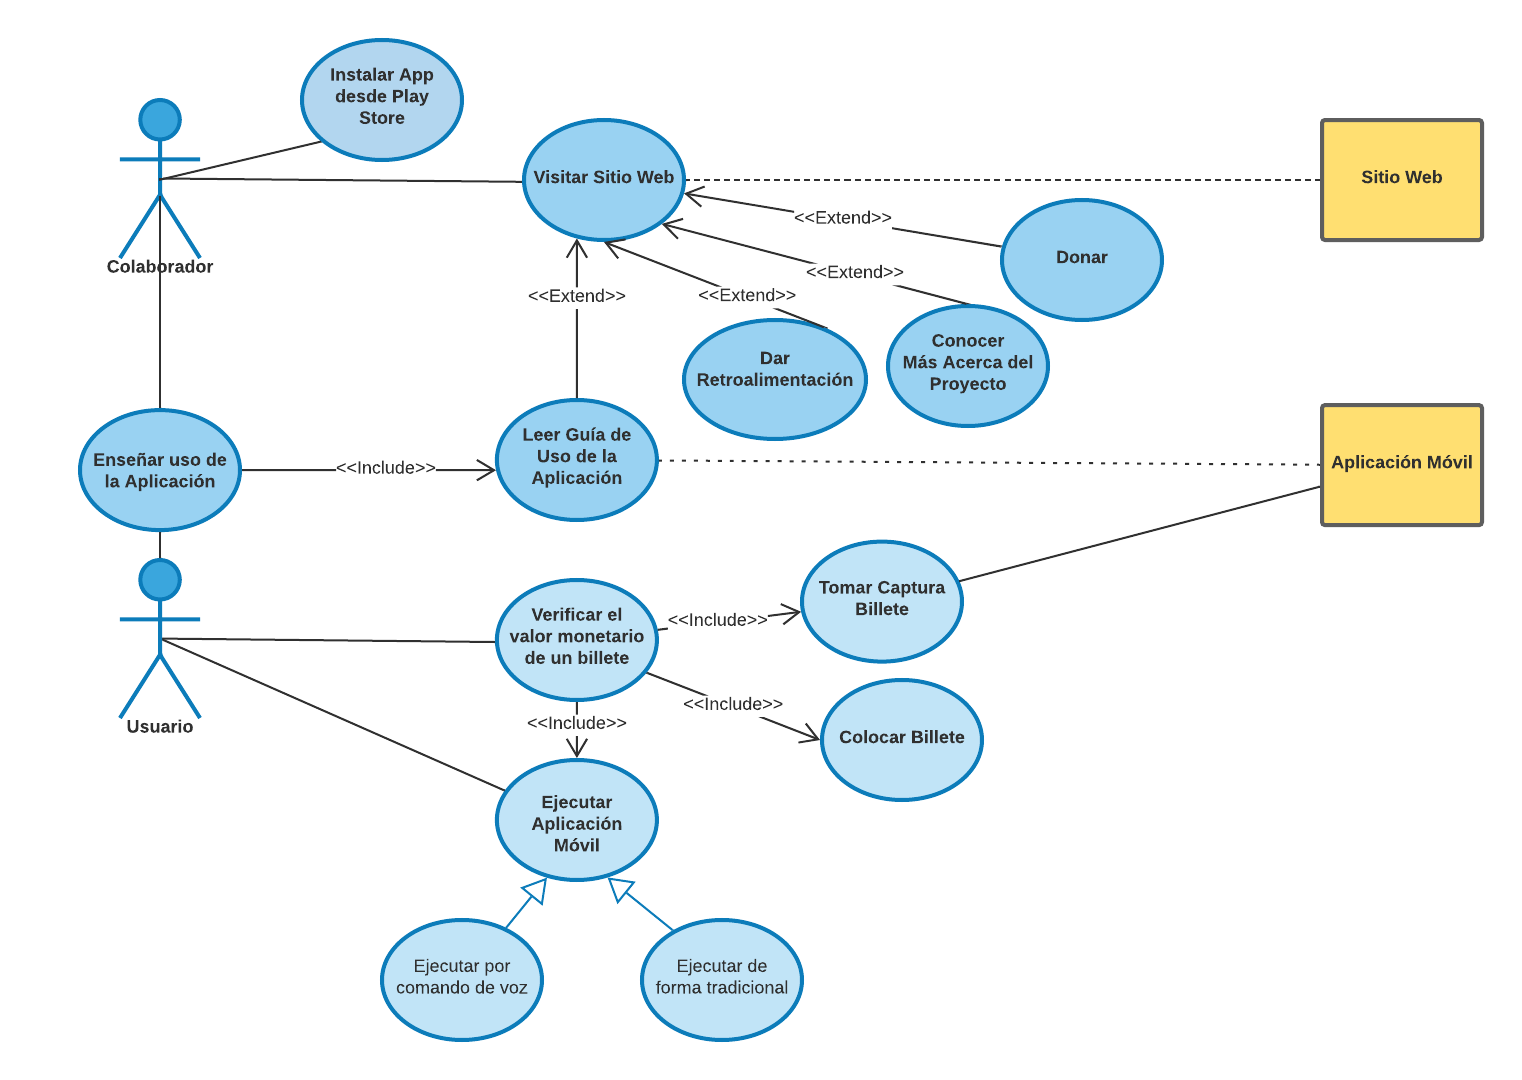 Instalar App
desde Play
Store
Visitar Sitio Web
Sitio Web
<<Extend>>
Donar
Colaborador
<<Extend>>
<<Extend>>
<<Extend>>
Conocer
Más Acerca del
Proyecto
Dar
Retroalimentación
Enseñar uso de
la Aplicación
<<Include>>
Leer Guía de
Uso de la
Aplicación
Aplicación Móvil
Tomar Captura
Billete
<<Include>>
Verificar el
valor monetario
de un billete
<<Include>>
Usuario
<<Include>>
Colocar Billete
Ejecutar
Aplicación
Móvil
Ejecutar por
comando de voz
Ejecutar de
forma tradicional